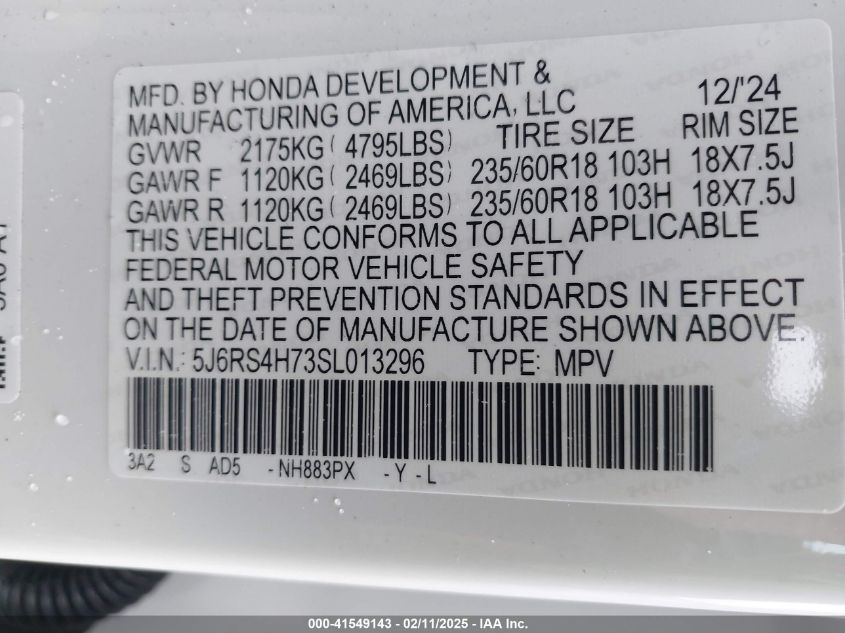 MFD. BY HONDA DEVELOPMENT &
MANUFACTURING OF AMERICA, LLC 12/'24
GVWR 2175KG( 4795LBS) TIRE SIZE RIM SIZE
GAWR F 1120KG( 2469LBS) 235/60R18 103H 18X7.5J
GAWR R 1120KG( 2469LBS) 235/60R18 103H 18X7.5J
THIS VEHICLE CONFORMS TO ALL APPLICABLE
FEDERAL MOTOR VEHICLE SAFETY
AND THEFT PREVENTION STANDARDS IN EFFECT
ON THE DATE OF MANUFACTURE SHOWN ABOVE.
V.I.N.: 5J6RS4H73SL013296 TYPE: MPV
3A2 S AD5 -NH883PX -Y-L
HONDA
000-41549143 - 02/11/2025 - IAA Inc.